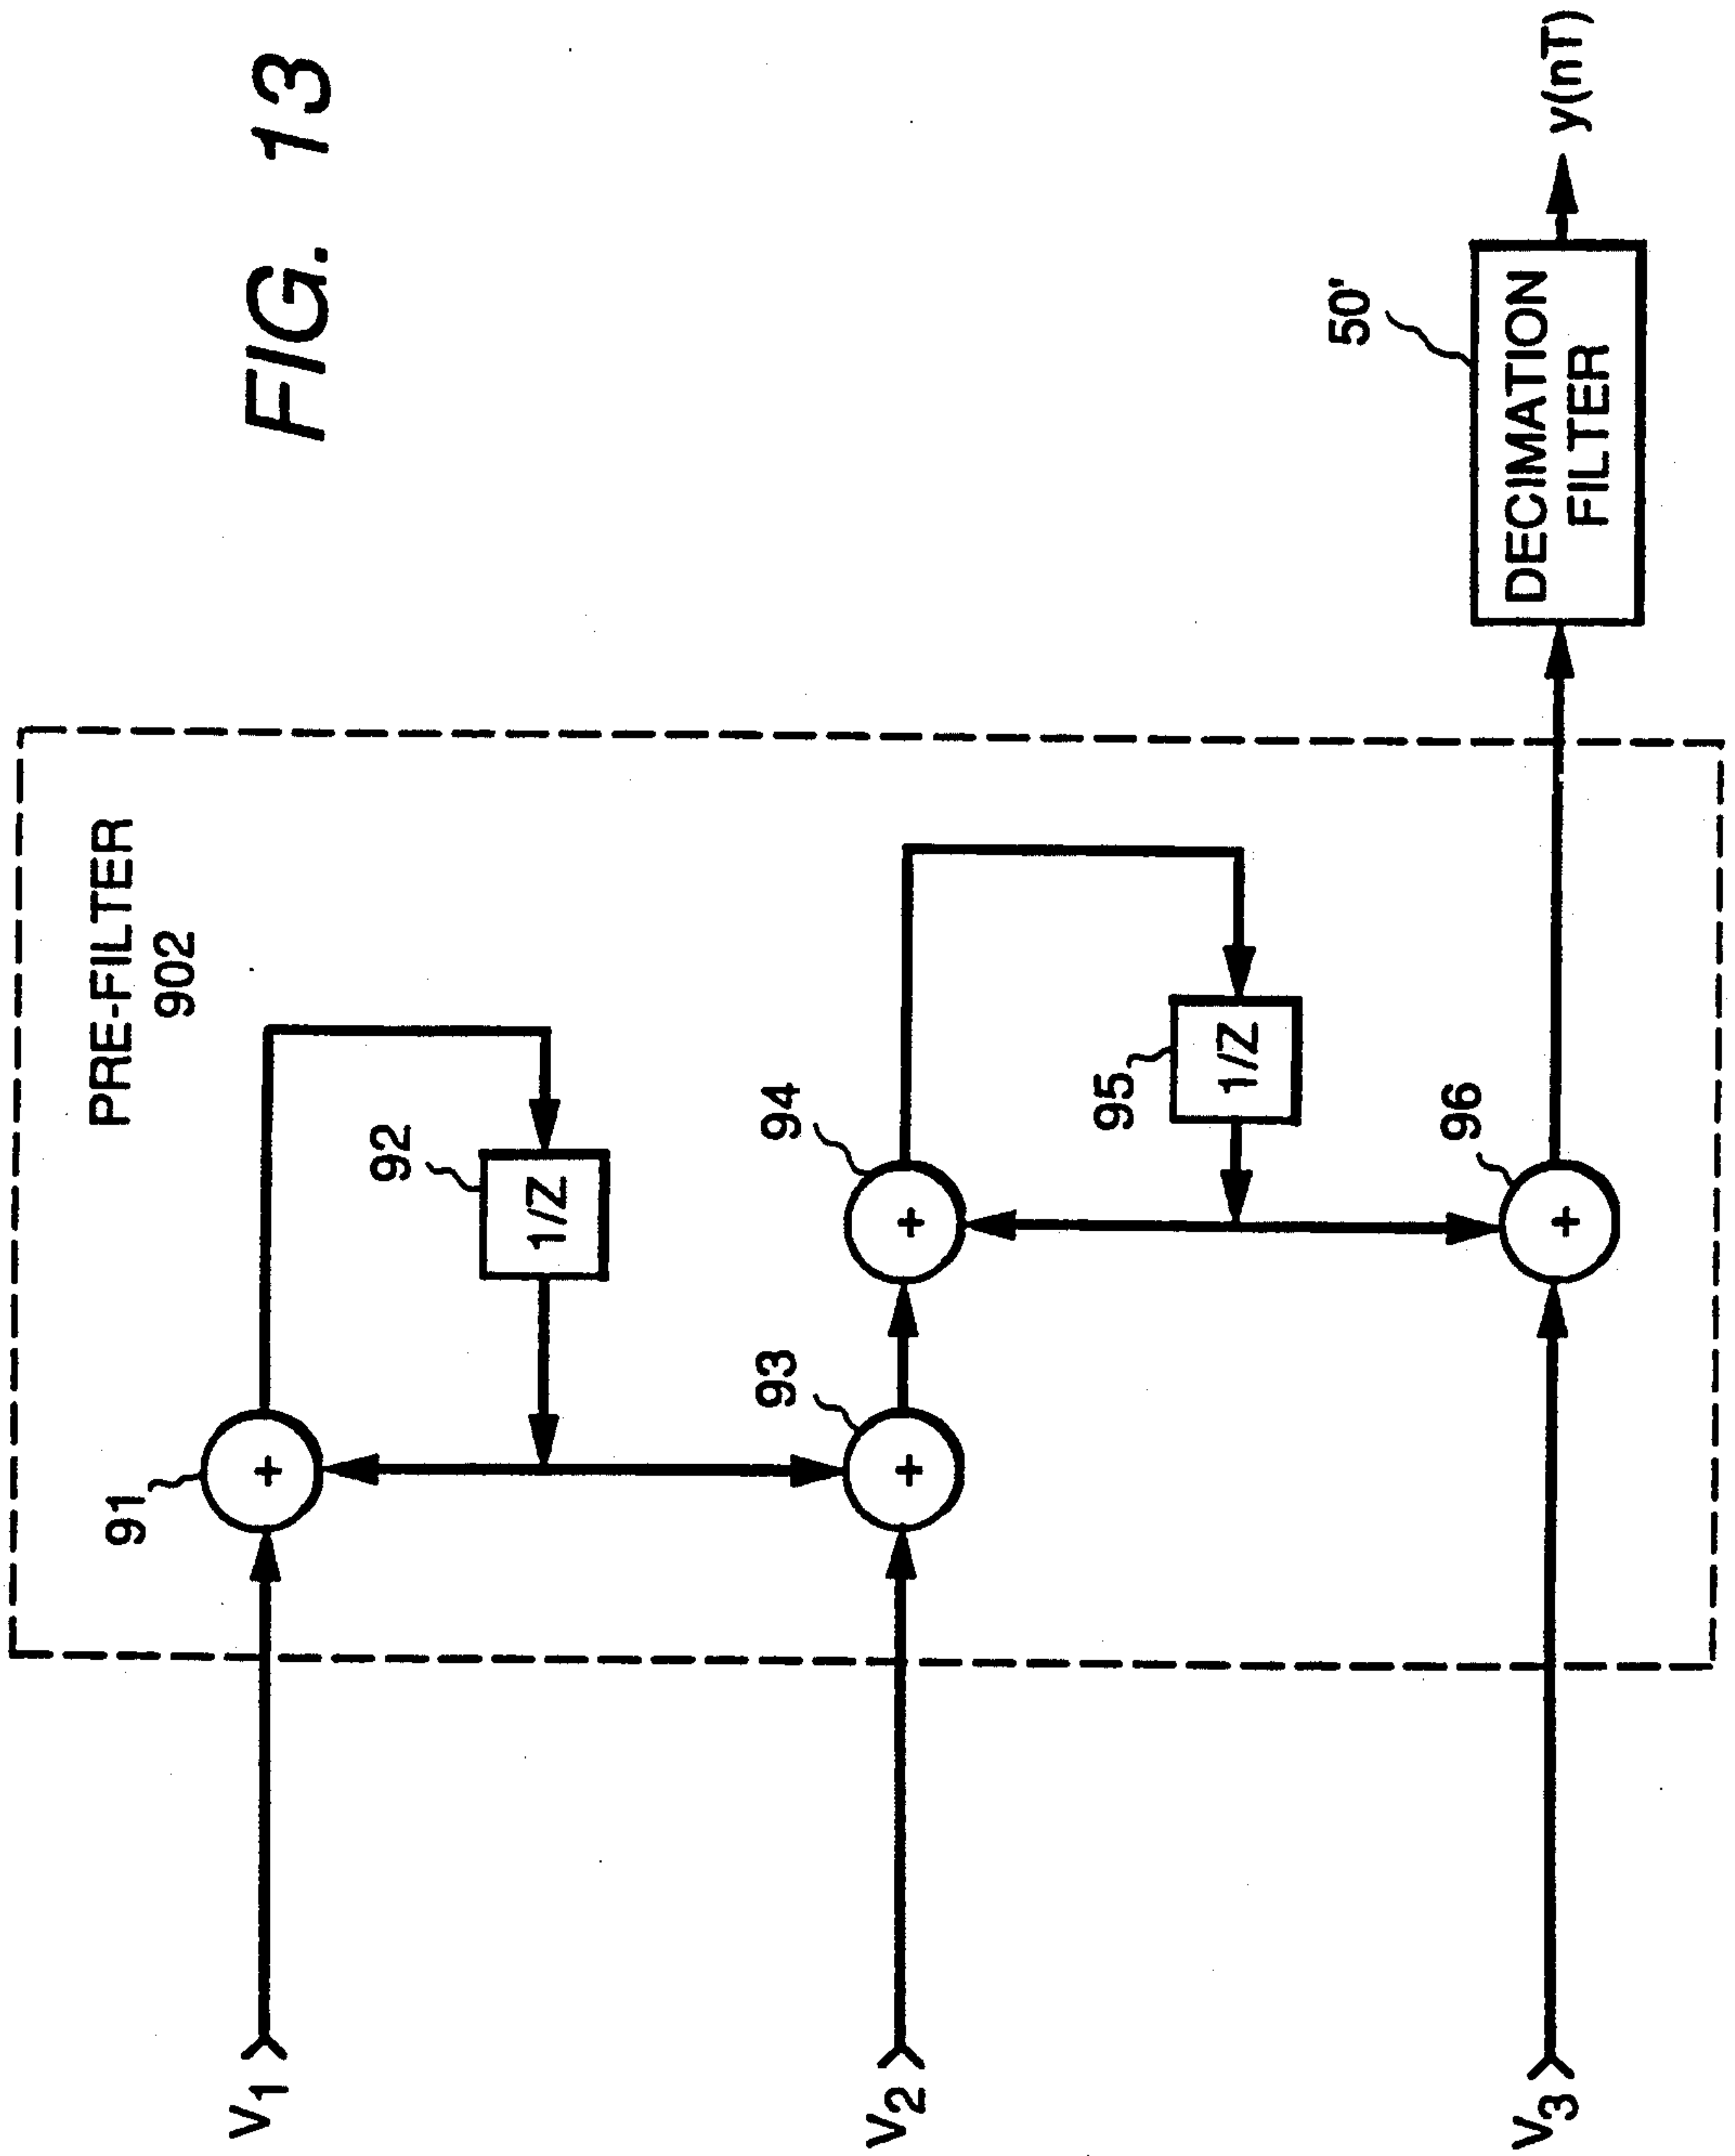 FIG. 13
PRE-FILTER
902
V1
91
92
1/Z
V2
93
94
95
1/Z
V3
96
50'
DECIMATION
FILTER
y(nT)